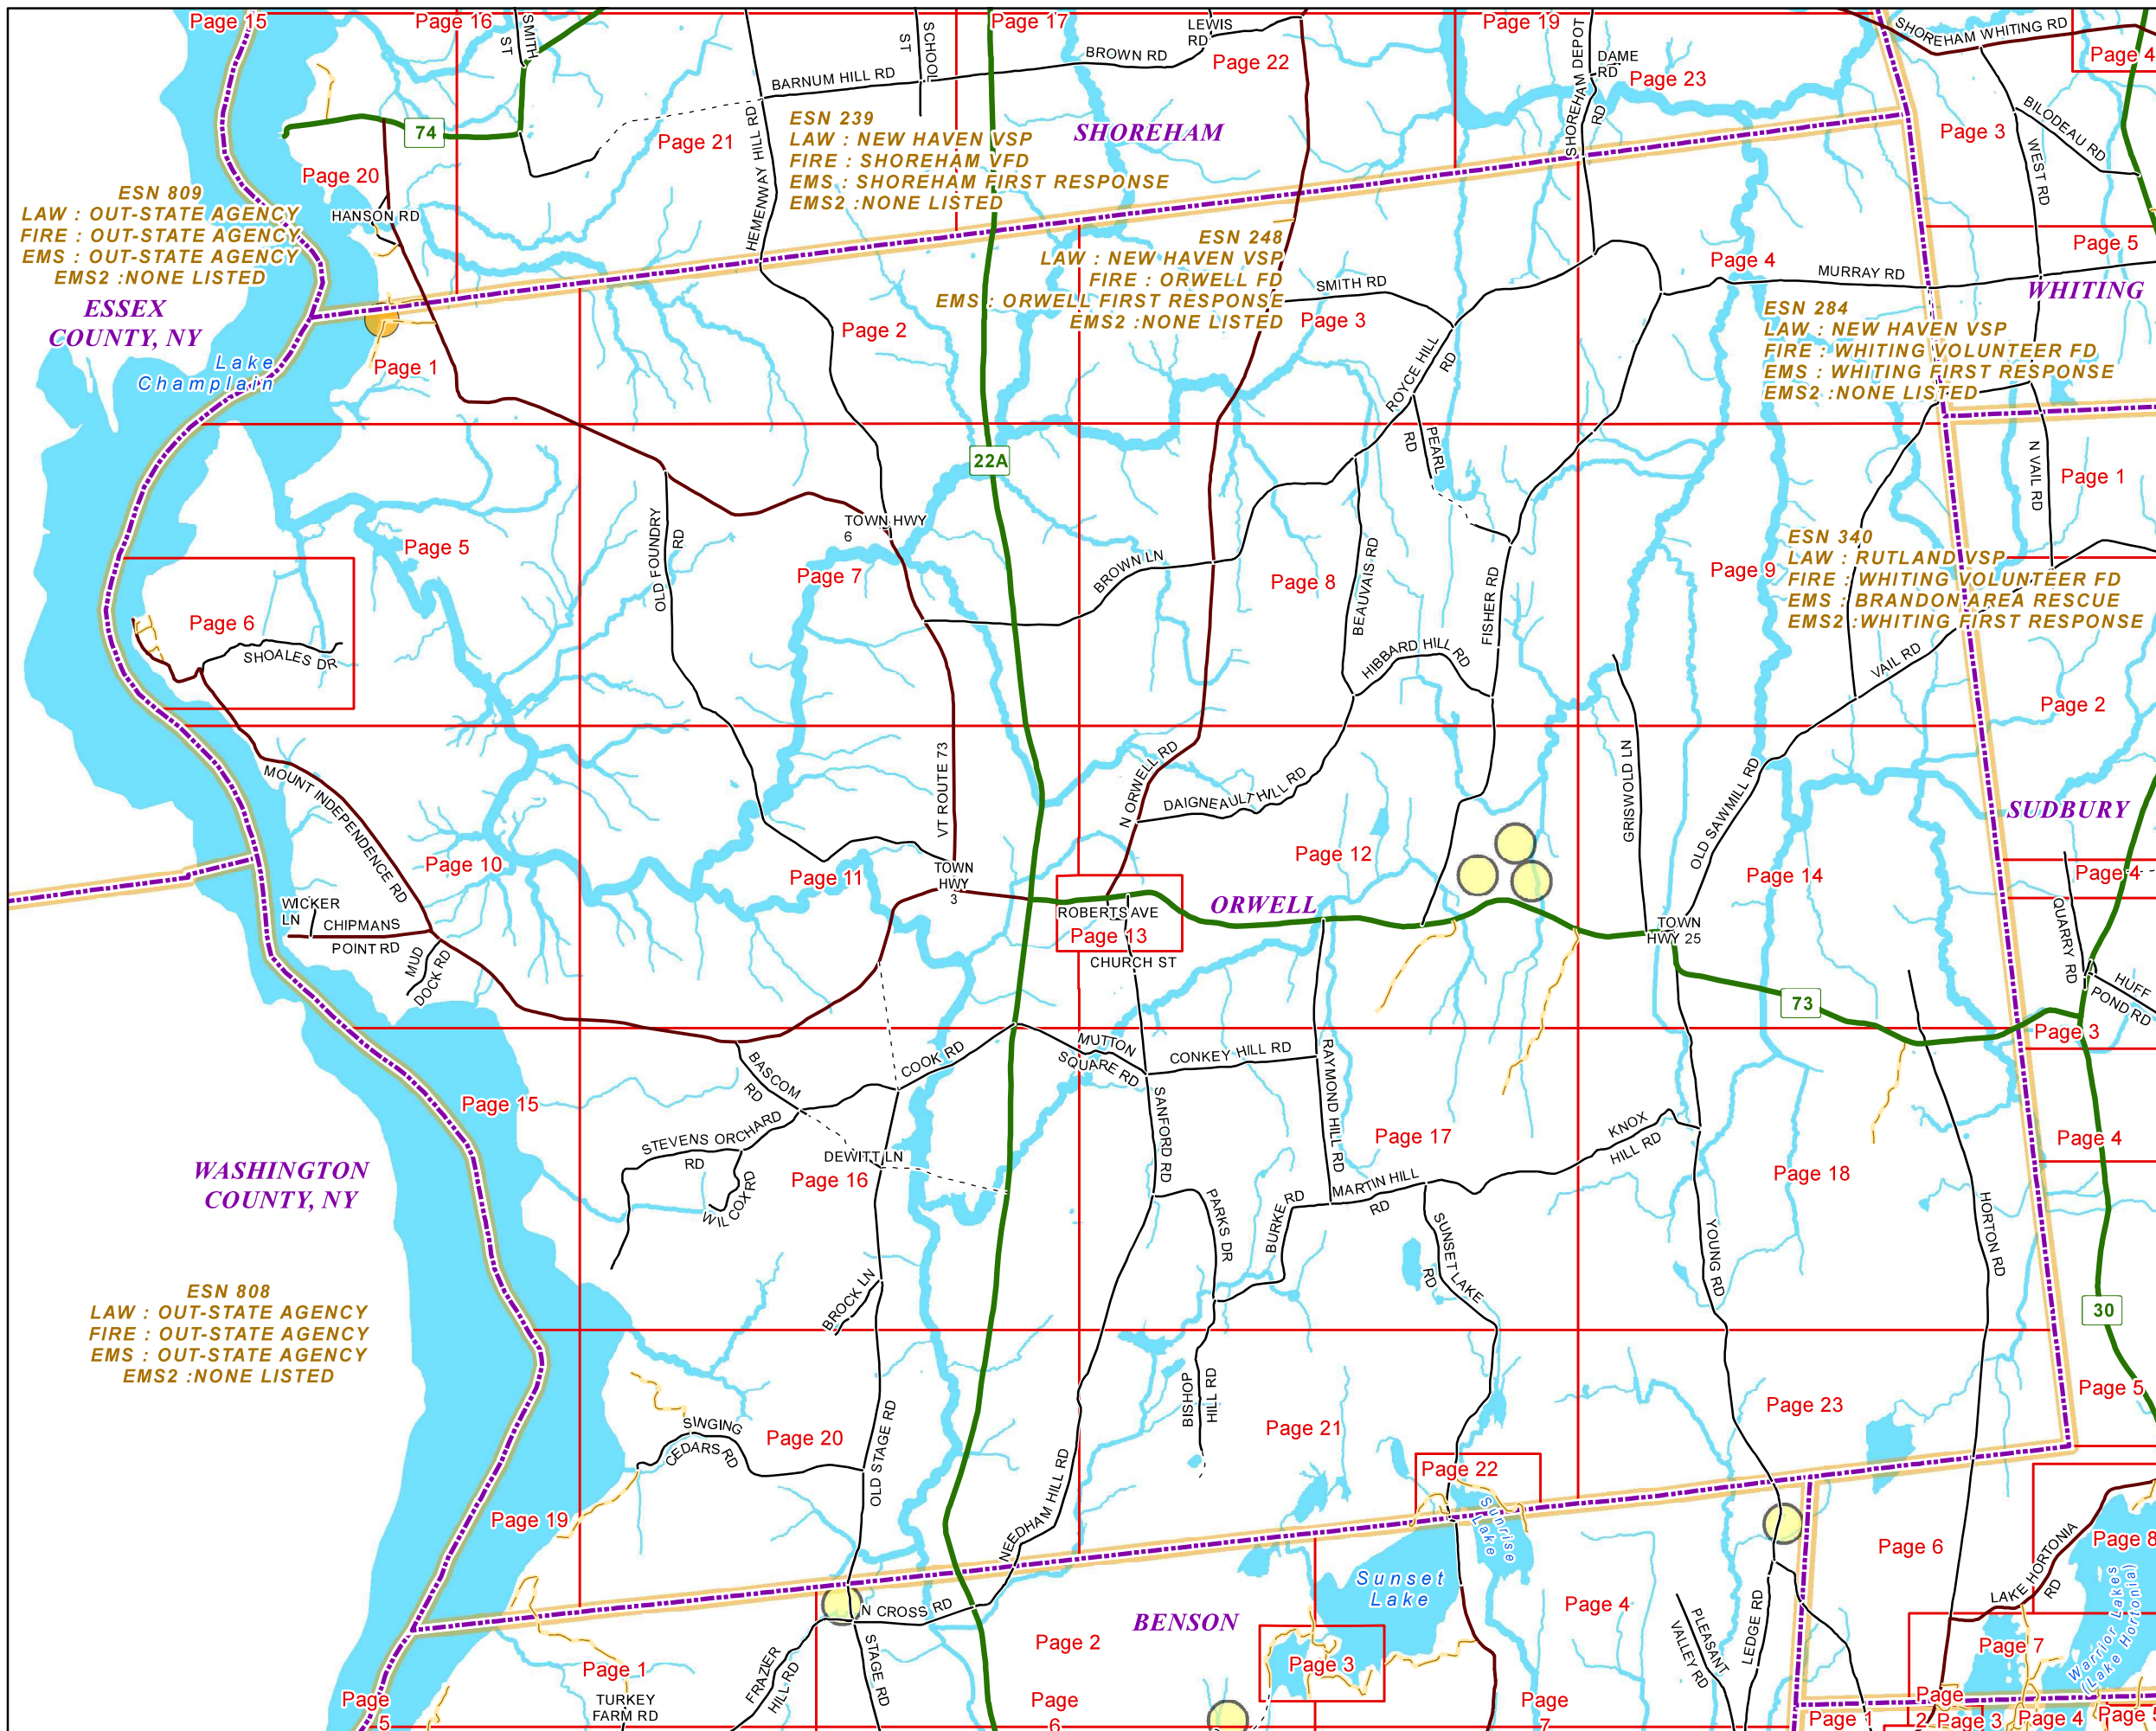 Page 15
Page 16
SMITH
ST
SCHOOL
ST
Page 17
LEWIS
RD
BROWN RD
Page 22
Page 19
SHOREHAM DEPOT
RD
DAME
RD
Page 23
SHOREHAM WHITING RD
Page 4
BARNUM HILL RD
74
Page 21
HEMENWAY HILL RD
ESN 239
LAW : NEW HAVEN VSP
FIRE : SHOREHAM VFD
EMS : SHOREHAM FIRST RESPONSE
EMS2 :NONE LISTED
SHOREHAM
Page 3
BILODEAU RD
WEST RD
Page 20
HANSON RD
ESN 809
LAW : OUT-STATE AGENCY
FIRE : OUT-STATE AGENCY
EMS : OUT-STATE AGENCY
EMS2 :NONE LISTED
ESSEX
COUNTY, NY
Lake
Champlain
Page 1
Page 2
ESN 248
LAW : NEW HAVEN VSP
FIRE : ORWELL FD
EMS : ORWELL FIRST RESPONSE
EMS2 :NONE LISTED
SMITH RD
Page 3
Page 4
MURRAY RD
Page 5
WHITING
ESN 284
LAW : NEW HAVEN VSP
FIRE : WHITING VOLUNTEER FD
EMS : WHITING FIRST RESPONSE
EMS2 :NONE LISTED
ROYCE HILL
RD
PEARL
RD
22A
N VAIL RD
Page 1
OLD FOUNDRY
RD
TOWN HWY
6
Page 5
Page 7
BROWN LN
Page 8
BEAUVAIS RD
FISHER RD
Page 9
ESN 340
LAW : RUTLAND VSP
FIRE : WHITING VOLUNTEER FD
EMS : BRANDON AREA RESCUE
EMS2 :WHITING FIRST RESPONSE
Page 6
SHOALES DR
HIBBARD HILL RD
VAIL RD
Page 2
MOUNT INDEPENDENCE RD
VT ROUTE 73
N ORWELL RD
DAIGNEAULT HILL RD
GRISWOLD LN
OLD SAWMILL RD
SUDBURY
Page 10
Page 11
TOWN
HWY
3
Page 12
Page 14
Page 4
WICKER
LN
CHIPMANS
POINT RD
MUD
DOCK RD
ROBERTS AVE
Page 13
CHURCH ST
ORWELL
TOWN
HWY 25
QUARRY RD
HUFF
POND RD
73
Page 3
BASCOM
RD
COOK RD
MUTTON
SQUARE RD
CONKEY HILL RD
RAYMOND HILL RD
Page 15
STEVENS ORCHARD
RD
DEWITT LN
Page 16
WILCOX RD
SANFORD RD
Page 17
KNOX
HILL RD
Page 4
Page 18
WASHINGTON
COUNTY, NY
PARKS DR
BURKE RD
MARTIN HILL
RD
SUNSET LAKE
RD
YOUNG RD
HORTON RD
ESN 808
LAW : OUT-STATE AGENCY
FIRE : OUT-STATE AGENCY
EMS : OUT-STATE AGENCY
EMS2 :NONE LISTED
BROCK LN
30
BISHOP
HILL RD
Page 5
SINGING
CEDARS RD
Page 20
OLD STAGE RD
Page 21
Page 23
NEEDHAM HILL RD
Page 22
Page 19
Sunrise
Lake
Sunset
Lake
Page 6
LAKE HORTONIA
RD
Page 8
N CROSS RD
BENSON
Page 4
LEDGE RD
PLEASANT
VALLEY RD
Warrior Lakes
(Lake Hortonia)
Page 1
FRAZIER
HILL RD
STAGE RD
Page 2
Page 3
Page 7
Page
5
TURKEY
FARM RD
Page
6
Page
7
Page 1
Page
2
Page 3
Page 4
Page